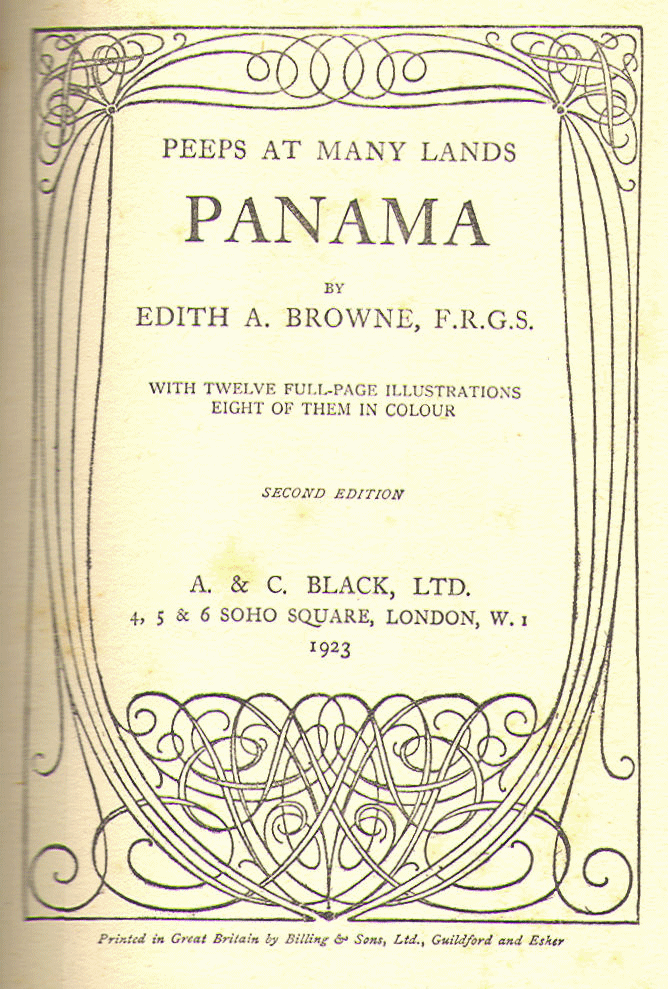 PEEPS AT MANY LANDS
PANAMA
BY
EDITH A. BROWNE, F.R.G.S.
WITH TWELVE FULL-PAGE ILLUSTRATIONS
EIGHT OF THEM IN COLOUR
SECOND EDITION
A. & C. BLACK, LTD.
4, 5 & 6 SOHO SQUARE, LONDON, W. 1
1923
Printed in Great Britain by Billing & Sons, Ltd., Guildford and Esher